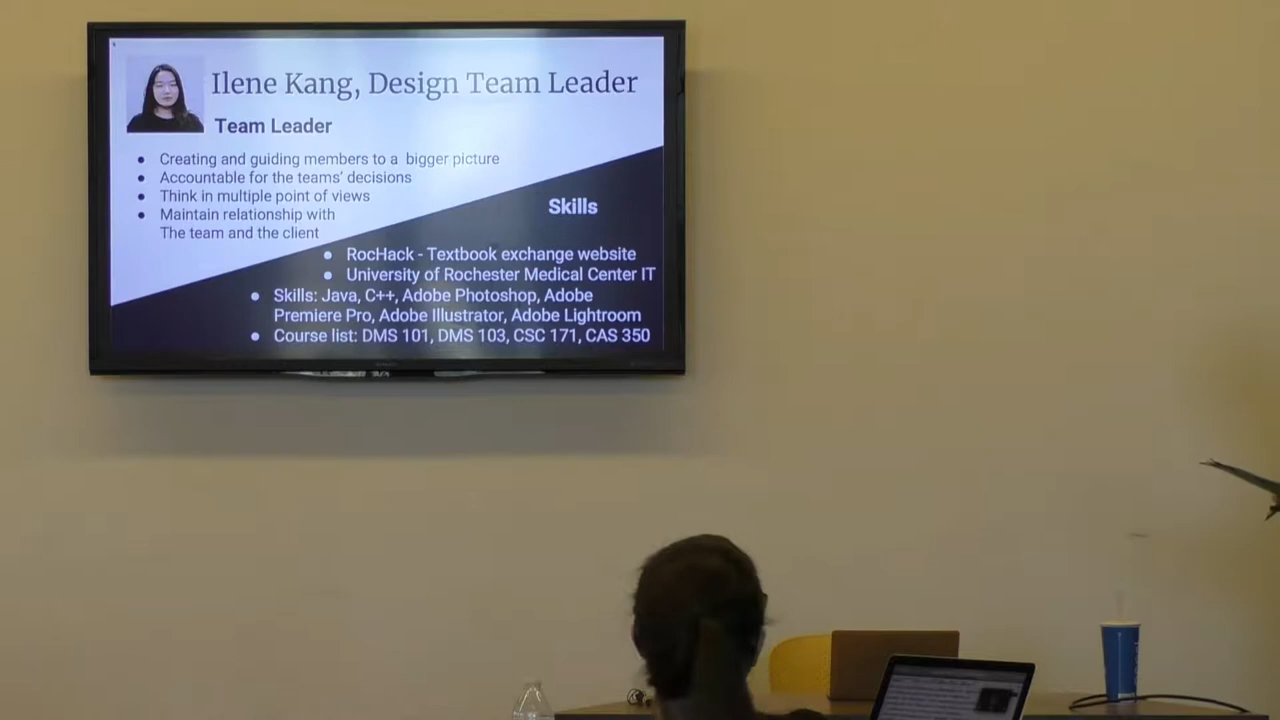 Ilene Kang, Design Team Leader
Team Leader
● Creating and guiding members to a bigger picture
● Accountable for the teams' decisions
● Think in multiple point of views
● Maintain relationship with
The team and the client
Skills
● RocHack - Textbook exchange website
● University of Rochester Medical Center IT
● Skills: Java, C++, Adobe Photoshop, Adobe
Premiere Pro, Adobe Illustrator, Adobe Lightroom
● Course list: DMS 101, DMS 103, CSC 171, CAS 350